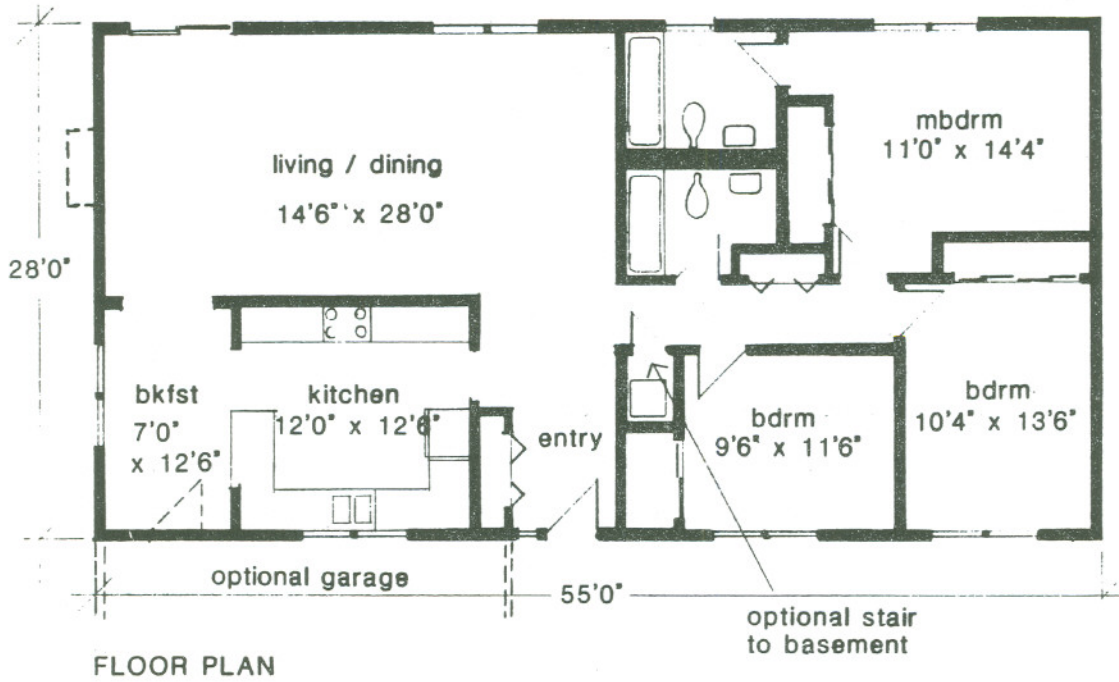 mbdrm
11'0" x 14'4"
living / dining
14'6" x 28'0"
28'0"
bkfst
7'0"
x 12'6"
kitchen
12'0" x 12'6"
entry
bdrm
9'6" x 11'6"
bdrm
10'4" x 13'6"
optional garage
55'0"
optional stair
to basement
FLOOR PLAN